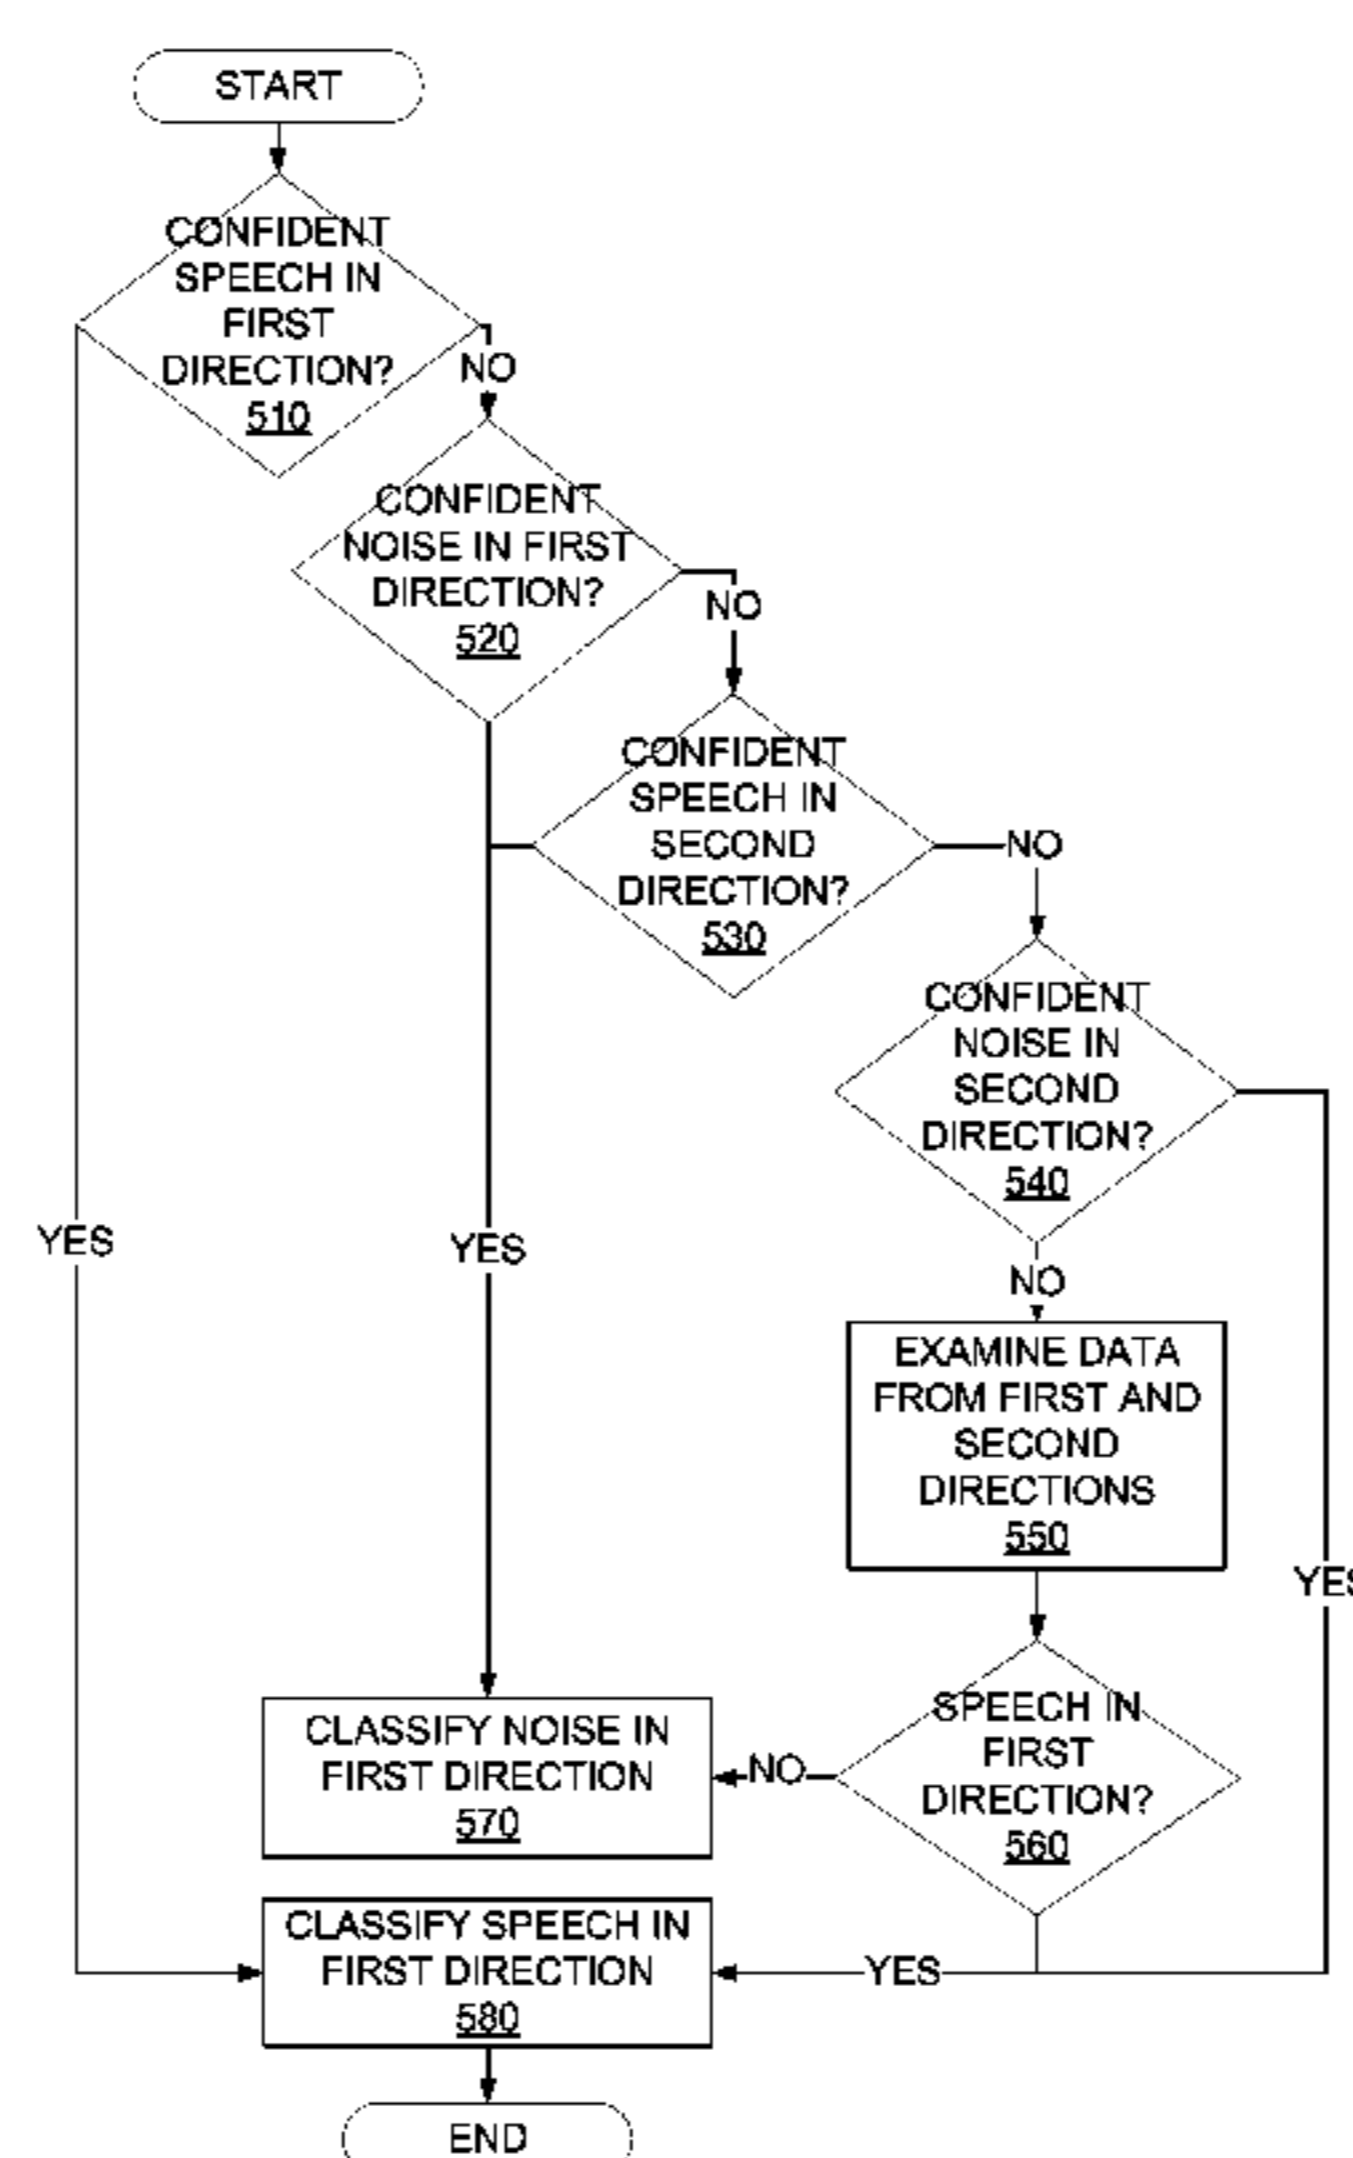 START
CONFIDENT
SPEECH IN
FIRST
DIRECTION?
510
NO
CONFIDENT
NOISE IN FIRST
DIRECTION?
520
NO
CONFIDENT
SPEECH IN
SECOND
DIRECTION?
530
NO
CONFIDENT
NOISE IN
SECOND
DIRECTION?
540
YES
YES
NO
EXAMINE DATA
FROM FIRST AND
SECOND
DIRECTIONS
550
YES
SPEECH IN
FIRST
DIRECTION?
560
NO
CLASSIFY NOISE IN
FIRST DIRECTION
570
CLASSIFY SPEECH IN
FIRST DIRECTION
580
YES
END